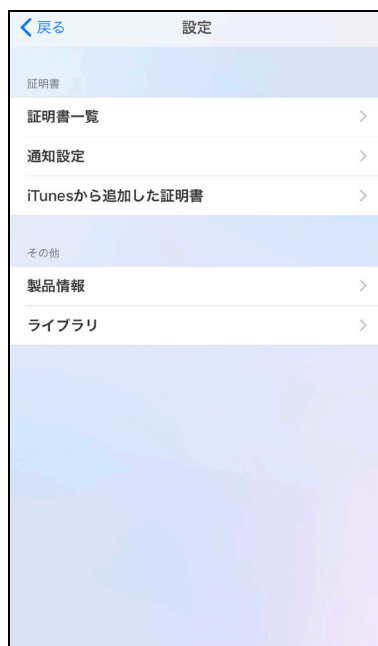 戻る
設定
証明書
証明書一覧
通知設定
iTunesから追加した証明書
その他
製品情報
ライブラリ